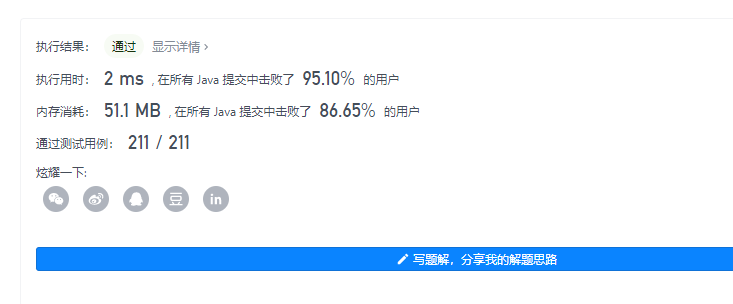 执行结果： 通过 显示详情 ›
执行用时： 2 ms , 在所有 Java 提交中击败了 95.10% 的用户
内存消耗： 51.1 MB , 在所有 Java 提交中击败了 86.65% 的用户
通过测试用例： 211 / 211
炫耀一下:
豆 in
写题解，分享我的解题思路